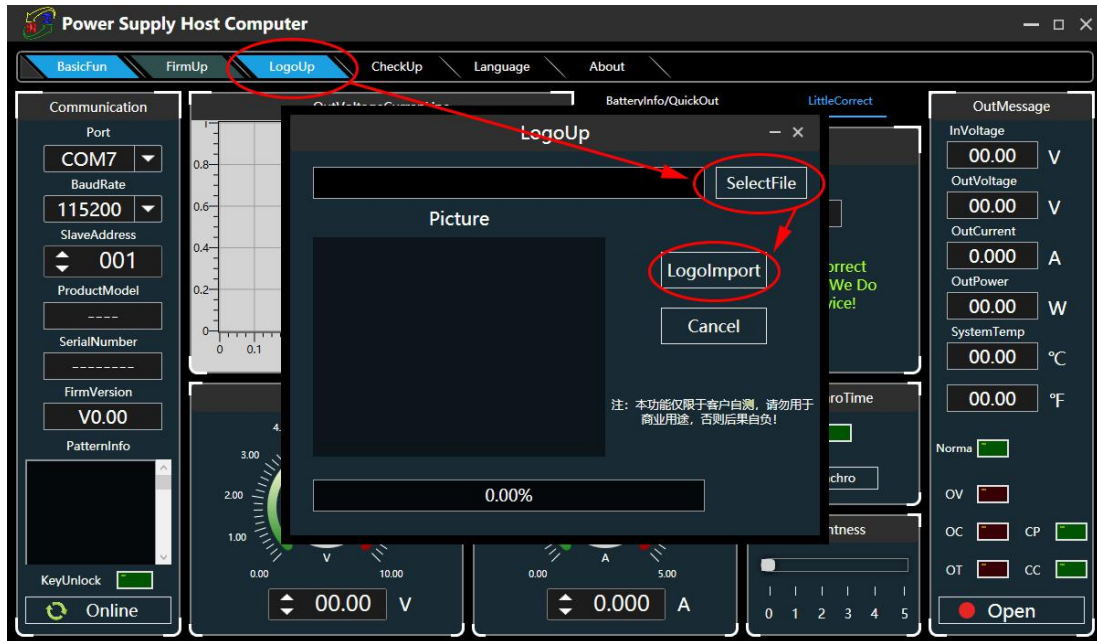 Power Supply Host Computer
BasicFun
FirmUp
LogoUp
CheckUp
Language
About
Communication
Port
COM7
BaudRate
115200
SlaveAddress
001
ProductModel
----
SerialNumber
--------
FirmVersion
V0.00
PatternInfo
KeyUnlock
Online
0.8
0.6
0.4
0.2
0
0 0.1
BatteryInfo/QuickOut
LittleCorrect
LogoUp
SelectFile
Picture
LogoImport
Cancel
注：本功能仅限于客户自测，请勿用于
商业用途，否则后果自负！
0.00%
We Do
3.00
2.00
1.00
0.00
V
10.00
00.00 V
0.00
A
5.00
0.000 A
0 1 2 3 4 5
OutMessage
InVoltage
00.00 V
OutVoltage
00.00 V
OutCurrent
0.000 A
OutPower
00.00 W
SystemTemp
00.00 ℃
00.00 ℉
Norma
OV
OC
CP
OT
CC
Open